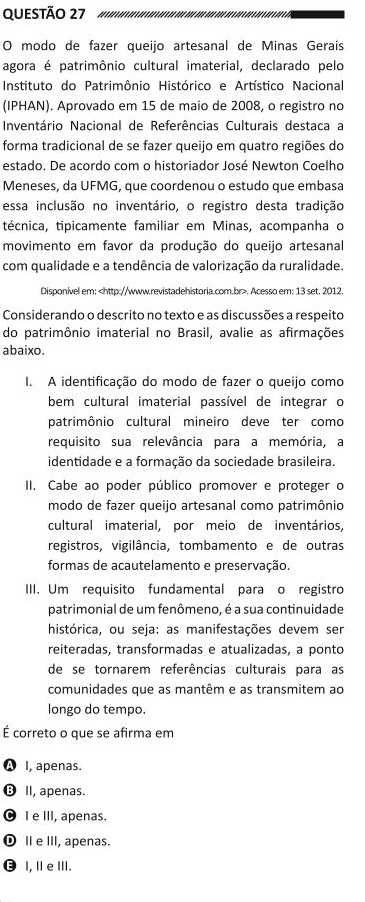 QUESTÃO 27
O modo de fazer queijo artesanal de Minas Gerais
agora é patrimônio cultural imaterial, declarado pelo
Instituto do Patrimônio Histórico e Artístico Nacional
(IPHAN). Aprovado em 15 de maio de 2008, o registro no
Inventário Nacional de Referências Culturais destaca a
forma tradicional de se fazer queijo em quatro regiões do
estado. De acordo com o historiador José Newton Coelho
Meneses, da UFMG, que coordenou o estudo que embasa
essa inclusão no inventário, o registro desta tradição
técnica, tipicamente familiar em Minas, acompanha o
movimento em favor da produção do queijo artesanal
com qualidade e a tendência de valorização da ruralidade.
Disponível em: <http://www.revistadehistoria.com.br>. Acesso em: 13 set. 2012.
Considerando o descrito no texto e as discussões a respeito
do patrimônio imaterial no Brasil, avalie as afirmações
abaixo.
I. A identificação do modo de fazer o queijo como
bem cultural imaterial passível de integrar o
patrimônio cultural mineiro deve ter como
requisito sua relevância para a memória, a
identidade e a formação da sociedade brasileira.
II. Cabe ao poder público promover e proteger o
modo de fazer queijo artesanal como patrimônio
cultural imaterial, por meio de inventários,
registros, vigilância, tombamento e de outras
formas de acautelamento e preservação.
III. Um requisito fundamental para o registro
patrimonial de um fenômeno, é a sua continuidade
histórica, ou seja: as manifestações devem ser
reiteradas, transformadas e atualizadas, a ponto
de se tornarem referências culturais para as
comunidades que as mantêm e as transmitem ao
longo do tempo.
É correto o que se afirma em
A I, apenas.
B II, apenas.
C I e III, apenas.
D II e III, apenas.
E I, II e III.